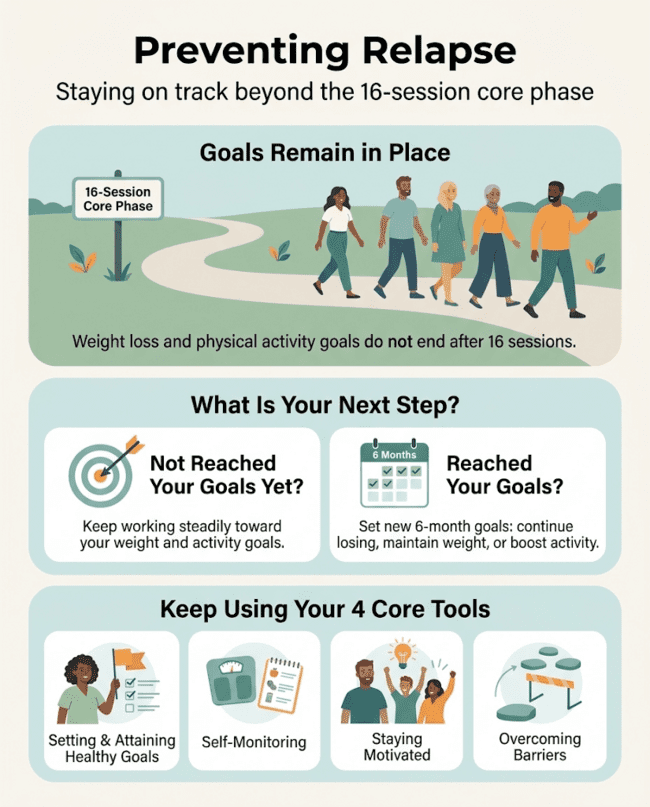 Preventing Relapse
Staying on track beyond the 16-session core phase
Goals Remain in Place
16-Session
Core Phase
Weight loss and physical activity goals do not end after 16 sessions.
What Is Your Next Step?
Not Reached
Your Goals Yet?
Keep working steadily toward
your weight and activity goals.
6 Months
Reached
Your Goals?
Set new 6-month goals: continue
losing, maintain weight, or boost activity.
Keep Using Your 4 Core Tools
Setting & Attaining
Healthy Goals
Self-Monitoring
Staying
Motivated
Overcoming
Barriers